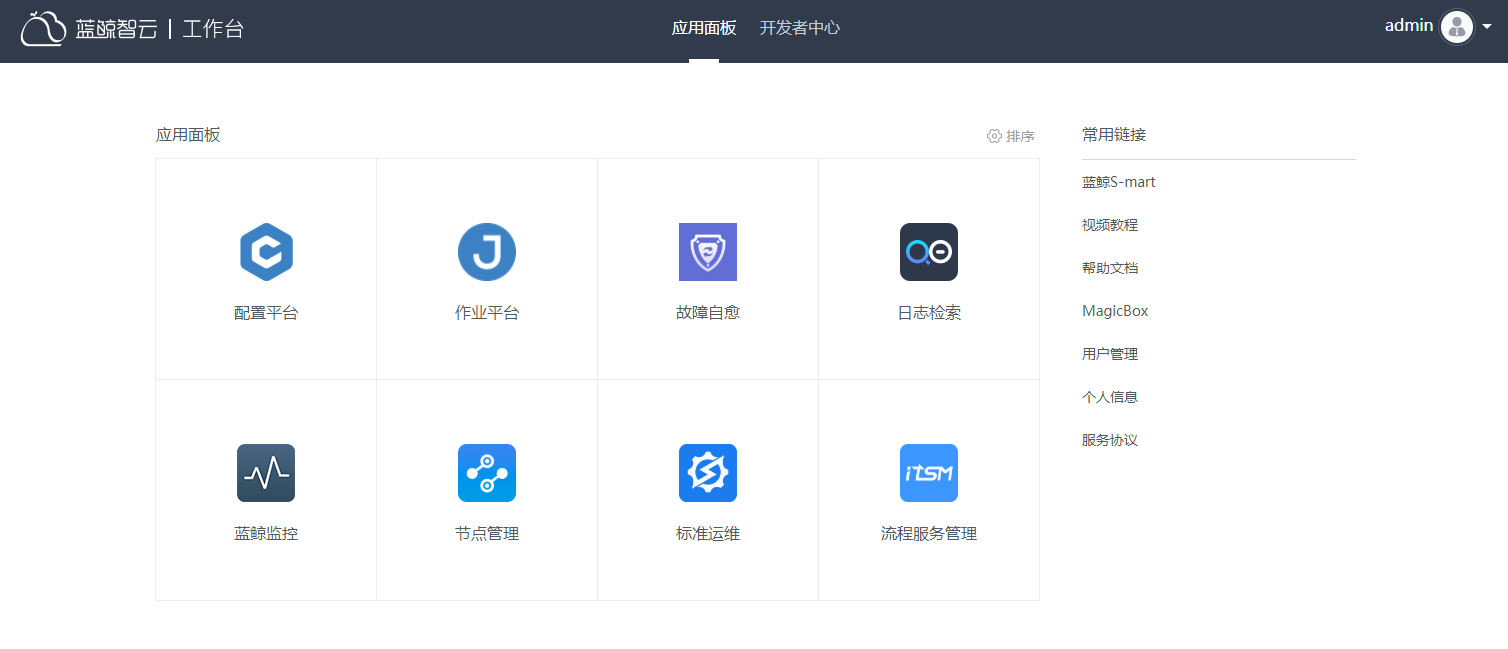 蓝鲸智云 | 工作台
应用面板 开发者中心
admin
应用面板
排序
配置平台 作业平台 故障自愈 日志检索
itsm
蓝鲸监控 节点管理 标准运维 流程服务管理
常用链接
蓝鲸S-mart
视频教程
帮助文档
MagicBox
用户管理
个人信息
服务协议